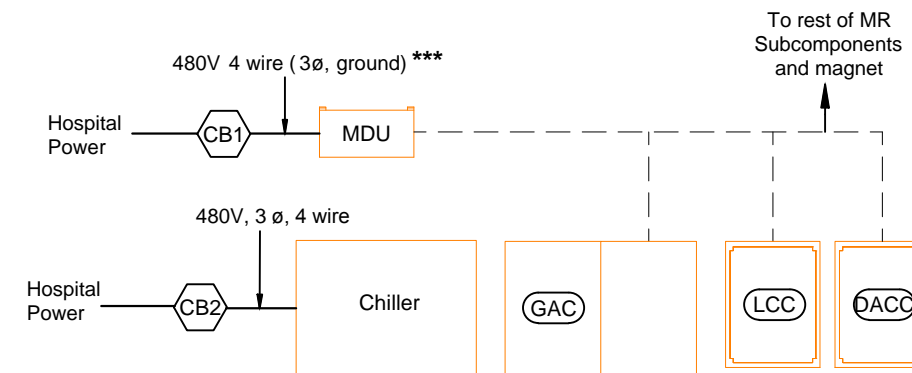 To rest of MR
Subcomponents
and magnet
480V 4 wire ( 3ø, ground) ***
Hospital
Power
CB1
MDU
480V, 3 ø, 4 wire
Hospital
Power
CB2
Chiller
GAC
LCC
DACC